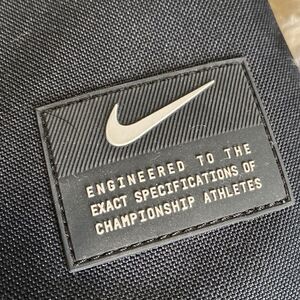 ENGINEERED TO THE
EXACT SPECIFICATIONS OF
CHAMPIONSHIP ATHLETES